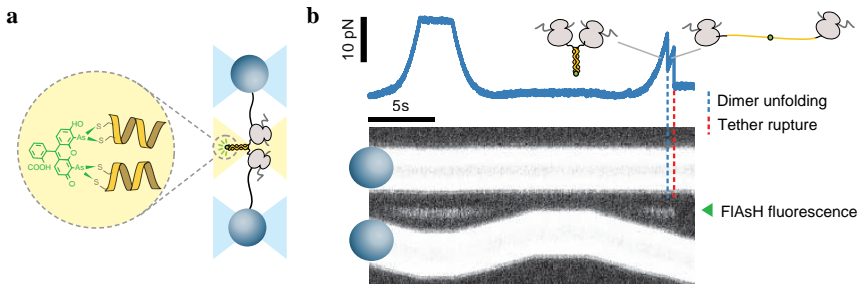 a
b
10 pN
5s
Dimer unfolding
Tether rupture
FlAsH fluorescence
HO
As
S
S
O
COOH
As
S
S
O